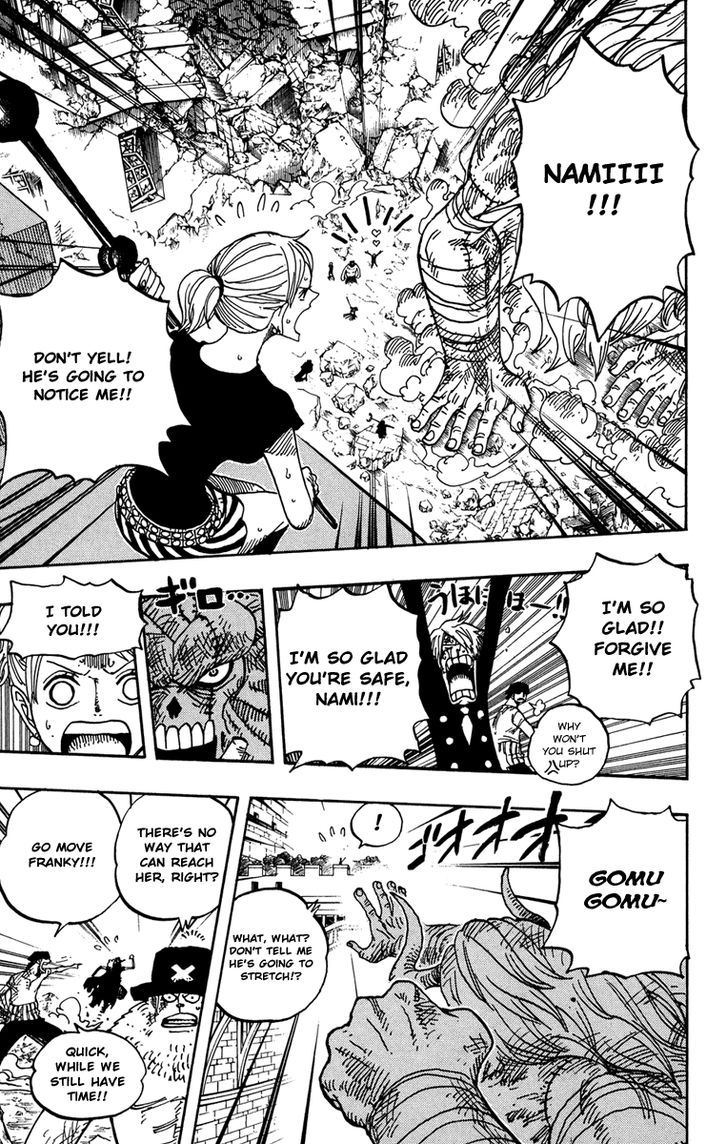 NAMIIII
!!!
DON'T YELL!
HE'S GOING TO
NOTICE ME!!
I'M SO
GLAD!!
FORGIVE
ME!!
うほほほーー!!
WHY
WON'T
YOU SHUT
UP?
I'M SO GLAD
YOU'RE SAFE,
NAMI!!!
ギロ...
I TOLD
YOU!!!
GOMU
GOMU~
オオオオ
!
WHAT, WHAT?
DON'T TELL ME
HE'S GOING TO
STRETCH!?
THERE'S NO
WAY THAT
CAN REACH
HER, RIGHT?
GO MOVE
FRANKY!!!
QUICK,
WHILE WE
STILL HAVE
TIME!!